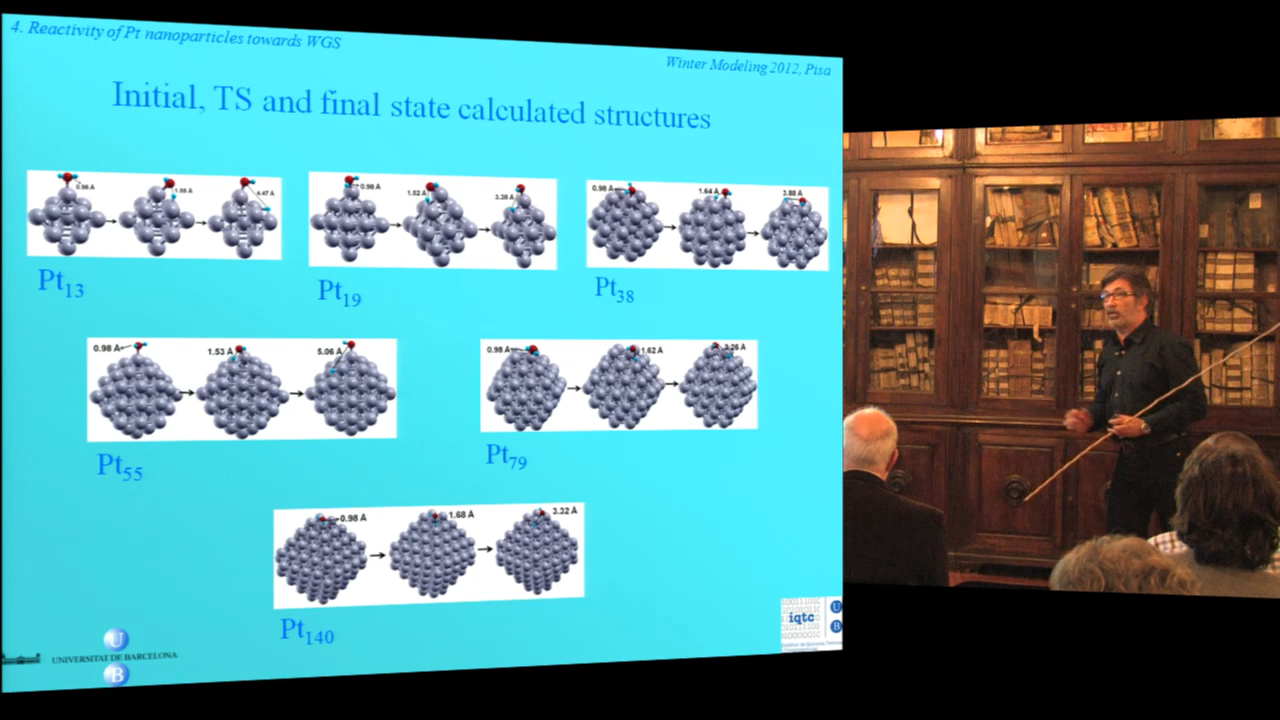 4. Reactivity of Pt nanoparticles towards WGS
Winter Modeling 2012, Pisa
Initial, TS and final state calculated structures
0.98 A
1.55 A
4.47 A
Pt13
0.98 A
1.52 A
3.38 A
Pt19
0.98 A
1.64 A
3.88 A
Pt38
0.98 A
1.53 A
5.06 A
Pt55
0.98 A
1.62 A
3.26 A
Pt79
0.98 A
1.68 A
3.32 A
Pt140
U
B
UNIVERSITAT DE BARCELONA
iqtc
U
B